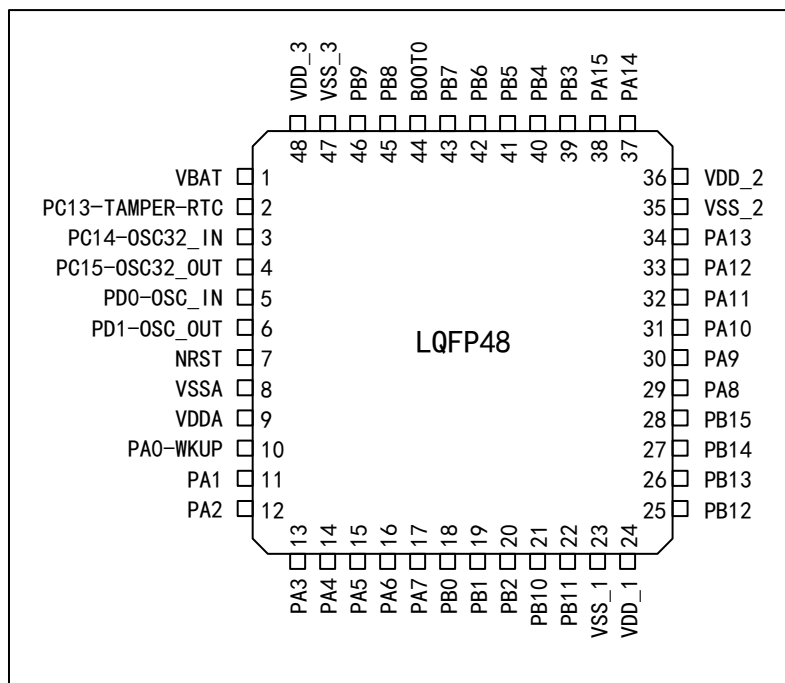 VDD_3
VSS_3
PB9
PB8
BOOT0
PB7
PB6
PB5
PB4
PB3
PA15
PA14
48
47
46
45
44
43
42
41
40
39
38
37
VBAT 1
PC13-TAMPER-RTC 2
PC14-OSC32_IN 3
PC15-OSC32_OUT 4
PD0-OSC_IN 5
PD1-OSC_OUT 6
NRST 7
VSSA 8
VDDA 9
PA0-WKUP 10
PA1 11
PA2 12
LQFP48
36 VDD_2
35 VSS_2
34 PA13
33 PA12
32 PA11
31 PA10
30 PA9
29 PA8
28 PB15
27 PB14
26 PB13
25 PB12
13
14
15
16
17
18
19
20
21
22
23
24
PA3
PA4
PA5
PA6
PA7
PB0
PB1
PB2
PB10
PB11
VSS_1
VDD_1